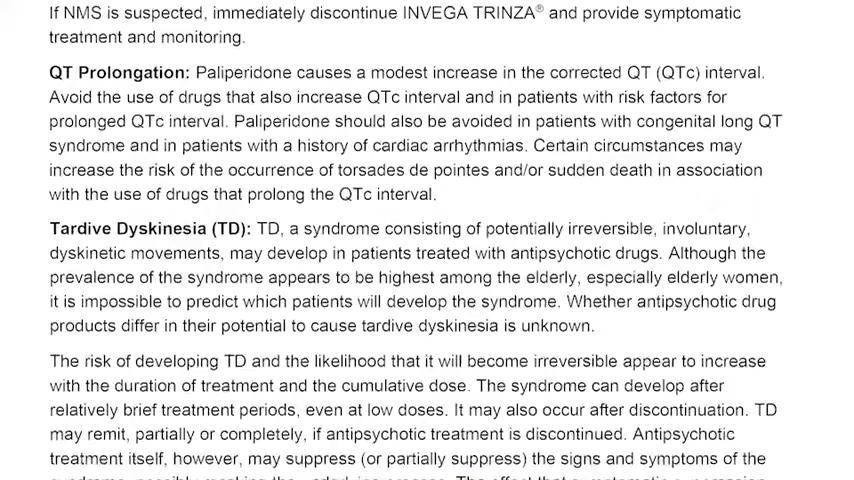 If NMS is suspected, immediately discontinue INVEGA TRINZA® and provide symptomatic
treatment and monitoring.
QT Prolongation: Paliperidone causes a modest increase in the corrected QT (QTc) interval.
Avoid the use of drugs that also increase QTc interval and in patients with risk factors for
prolonged QTc interval. Paliperidone should also be avoided in patients with congenital long QT
syndrome and in patients with a history of cardiac arrhythmias. Certain circumstances may
increase the risk of the occurrence of torsades de pointes and/or sudden death in association
with the use of drugs that prolong the QTc interval.
Tardive Dyskinesia (TD): TD, a syndrome consisting of potentially irreversible, involuntary,
dyskinetic movements, may develop in patients treated with antipsychotic drugs. Although the
prevalence of the syndrome appears to be highest among the elderly, especially elderly women,
it is impossible to predict which patients will develop the syndrome. Whether antipsychotic drug
products differ in their potential to cause tardive dyskinesia is unknown.
The risk of developing TD and the likelihood that it will become irreversible appear to increase
with the duration of treatment and the cumulative dose. The syndrome can develop after
relatively brief treatment periods, even at low doses. It may also occur after discontinuation. TD
may remit, partially or completely, if antipsychotic treatment is discontinued. Antipsychotic
treatment itself, however, may suppress (or partially suppress) the signs and symptoms of the